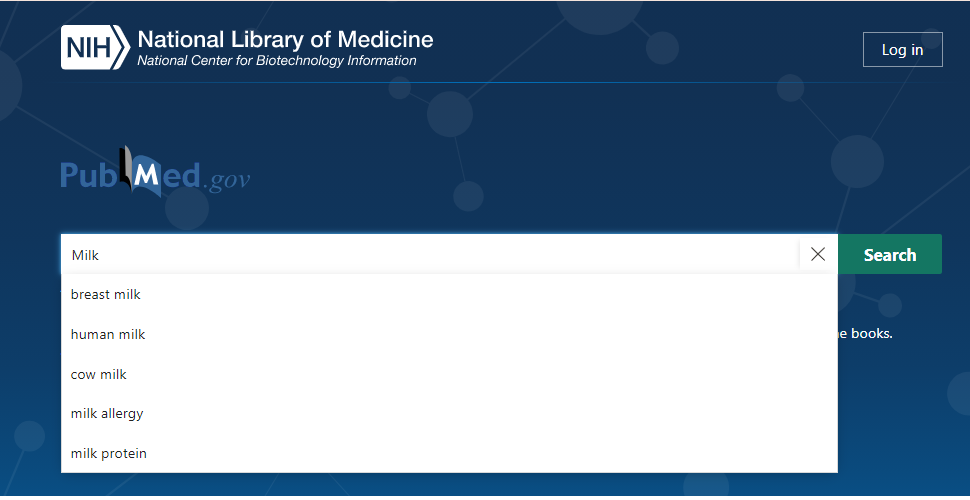 NIH
National Library of Medicine
National Center for Biotechnology Information
Log in
PubMed.gov
Milk
Search
breast milk
human milk
books.
cow milk
milk allergy
milk protein